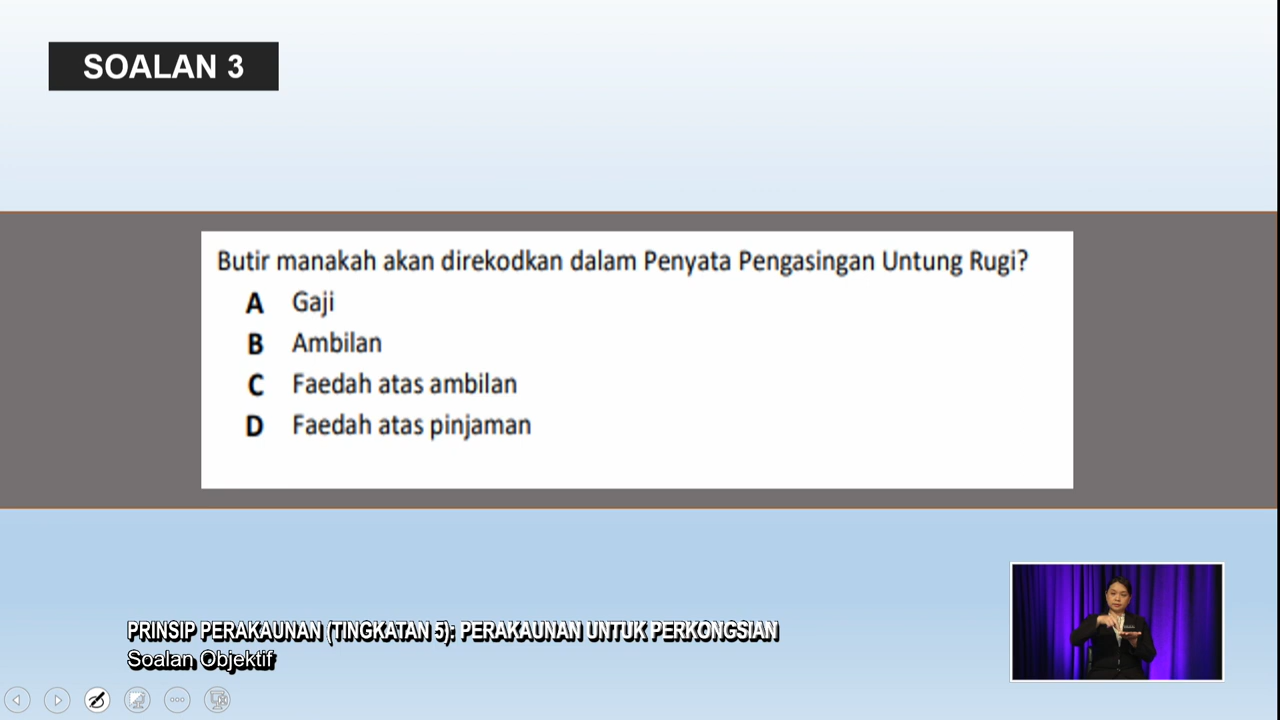 SOALAN 3
Butir manakah akan direkodkan dalam Penyata Pengasingan Untung Rugi?
A Gaji
B Ambilan
C Faedah atas ambilan
D Faedah atas pinjaman
PRINSIP PERAKAUNAN (TINGKATAN 5): PERAKAUNAN UNTUK PERKONGSIAN
Soalan Objektif